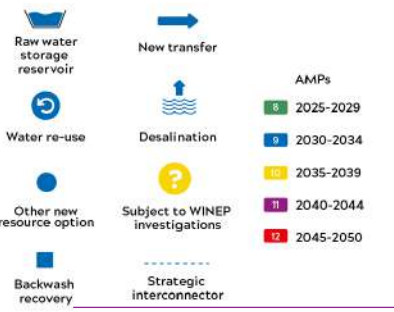 Raw water
storage
reservoir
New transfer
Water re-use
Desalination
Other new
resource option
?
Subject to WINEP
investigations
Backwash
recovery
Strategic
interconnector
AMPs
8 2025-2029
9 2030-2034
10 2035-2039
11 2040-2044
12 2045-2050